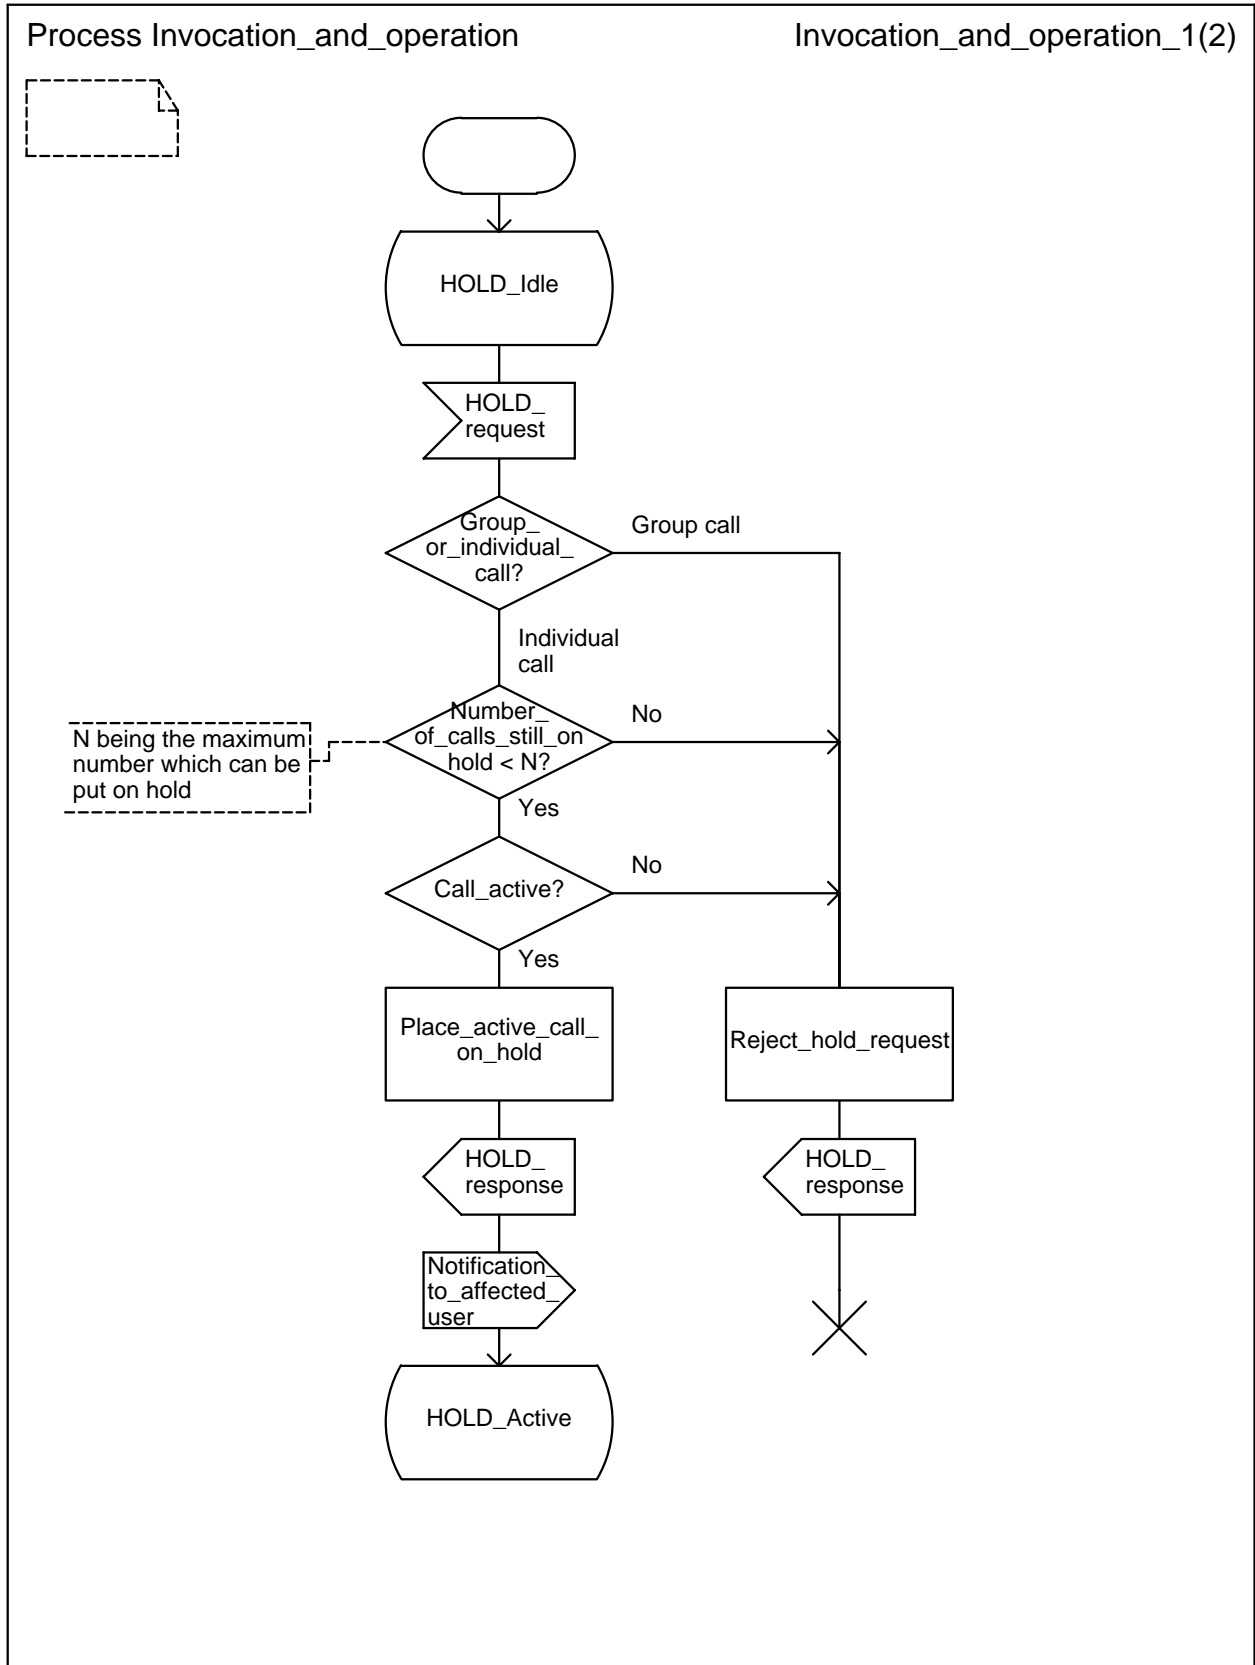 Process Invocation_and_operation
Invocation_and_operation_1(2)
HOLD_Idle
HOLD_
request
Group_
or_individual_
call?
Group call
Individual
call
Number_
of_calls_still_on
hold < N?
No
N being the maximum
number which can be
put on hold
Yes
Call_active?
No
Yes
Place_active_call_
on_hold
Reject_hold_request
HOLD_
response
HOLD_
response
Notification_
to_affected_
user
HOLD_Active